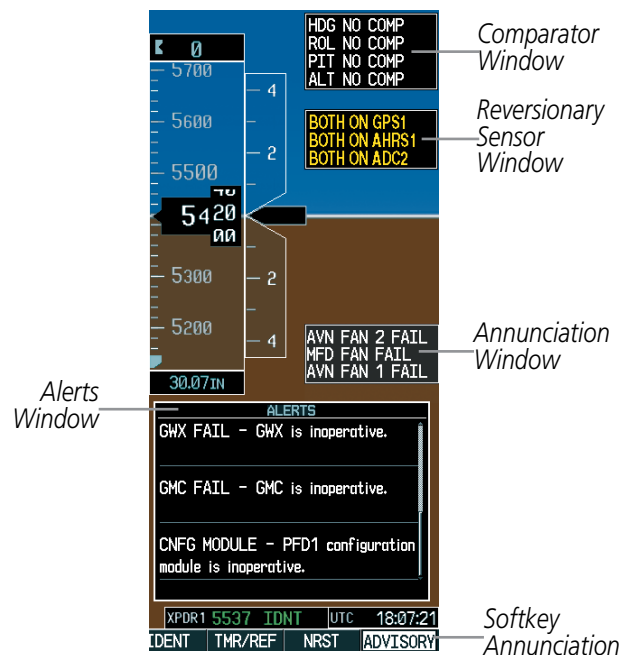 HDG NO COMP
ROL NO COMP
PIT NO COMP
ALT NO COMP
Comparator
Window
0
5700
4
5600
BOTH ON GPS1
BOTH ON AHRS1
BOTH ON ADC2
Reversionary
Sensor
Window
2
5500
54
20
00
5300
2
5200
4
AVN FAN 2 FAIL
MFD FAN FAIL
AVN FAN 1 FAIL
Annunciation
Window
30.07IN
Alerts
Window
ALERTS
GWX FAIL - GWX is inoperative.
GMC FAIL - GMC is inoperative.
CNFG MODULE - PFD1 configuration
module is inoperative.
XPDR1 5537 IDNT UTC 18:07:21
IDENT TMR/REF NRST ADVISORY
Softkey
Annunciation